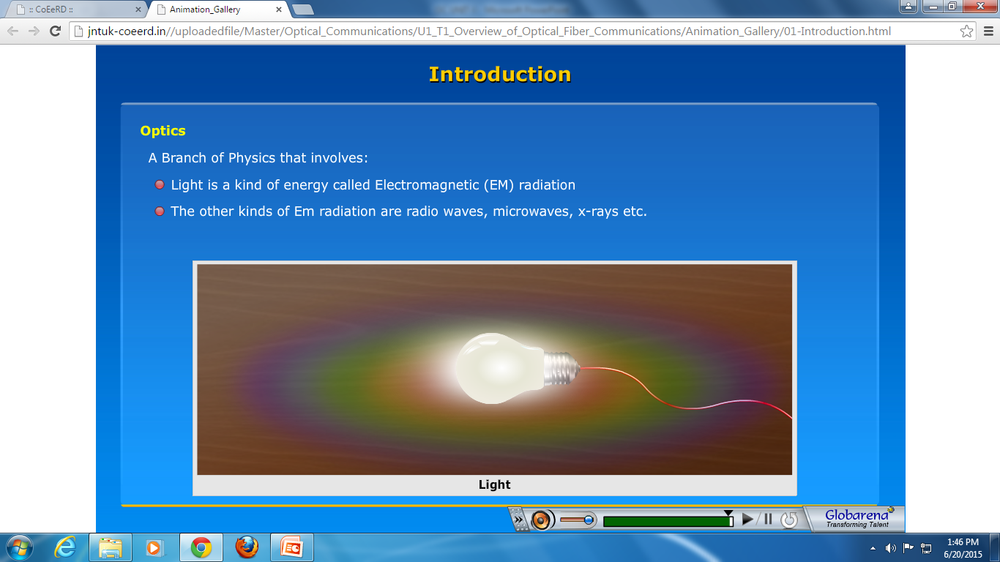 :: CoEeRD ::
Animation_Gallery
jntuk-coeerd.in//uploadedfile/Master/Optical_Communications/U1_T1_Overview_of_Optical_Fiber_Communications/Animation_Gallery/01-Introduction.html
Introduction
Optics
A Branch of Physics that involves:
Light is a kind of energy called Electromagnetic (EM) radiation
The other kinds of Em radiation are radio waves, microwaves, x-rays etc.
Light
Globarena
Transforming Talent
1:46 PM
6/20/2015